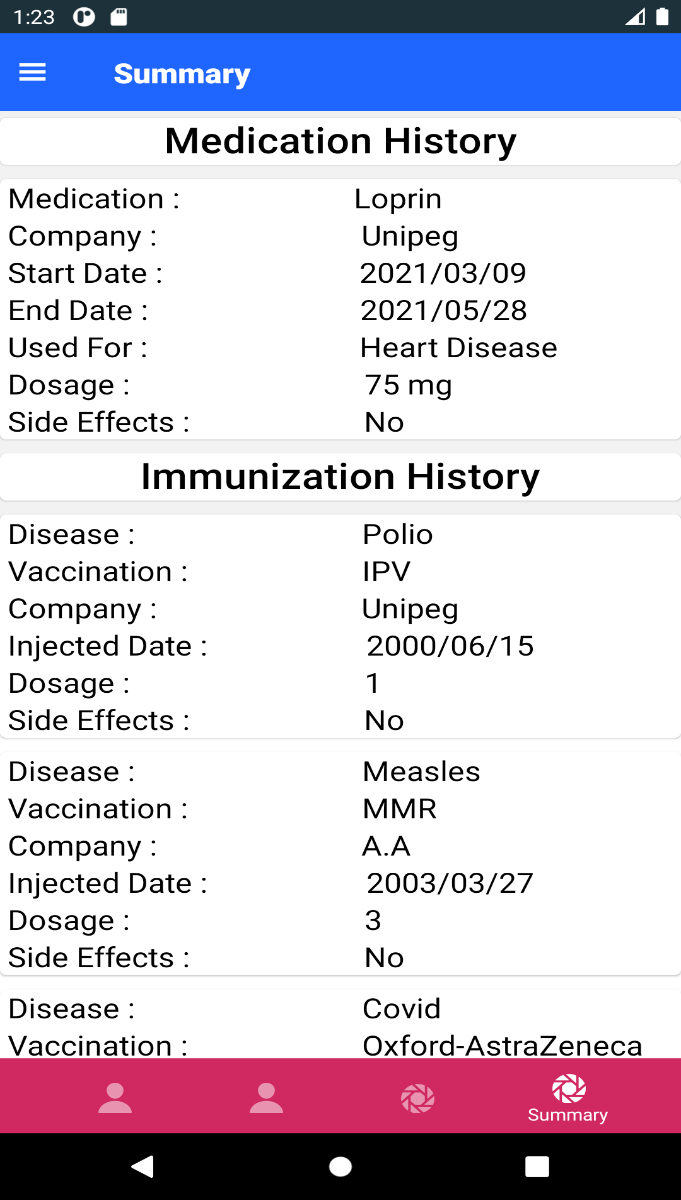 1:23
Summary
Medication History
Medication : Loprin
Company : Unipeg
Start Date : 2021/03/09
End Date : 2021/05/28
Used For : Heart Disease
Dosage : 75 mg
Side Effects : No
Immunization History
Disease : Polio
Vaccination : IPV
Company : Unipeg
Injected Date : 2000/06/15
Dosage : 1
Side Effects : No
Disease : Measles
Vaccination : MMR
Company : A.A
Injected Date : 2003/03/27
Dosage : 3
Side Effects : No
Disease : Covid
Vaccination : Oxford-AstraZeneca
Summary